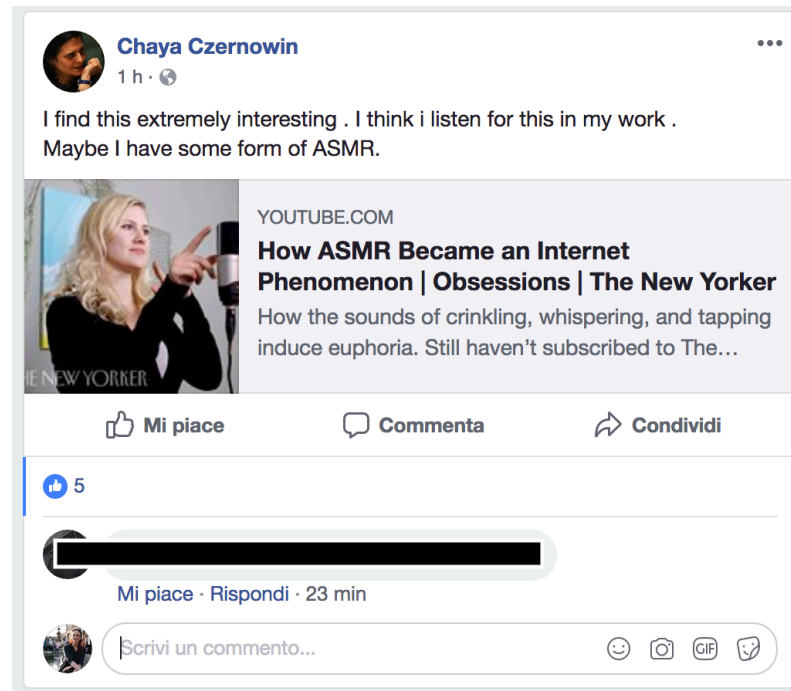 Chaya Czernowin
1 h ·
I find this extremely interesting . I think i listen for this in my work .
Maybe I have some form of ASMR.
YOUTUBE.COM
How ASMR Became an Internet
Phenomenon | Obsessions | The New Yorker
How the sounds of crinkling, whispering, and tapping
induce euphoria. Still haven’t subscribed to The...
E NEW YORKER
Mi piace
Commenta
Condividi
5
Mi piace · Rispondi · 23 min
Scrivi un commento...
GIF